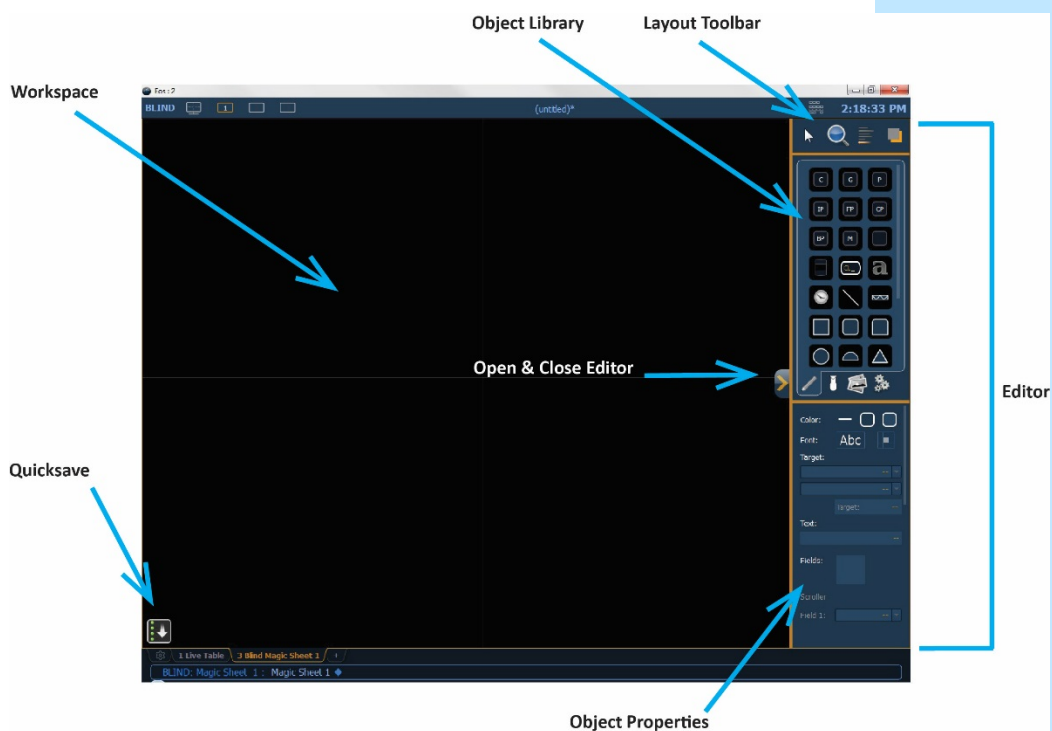 Object Library
Layout Toolbar
Workspace
Eos : 2
BLIND 1 (untitled)* 2:18:33 PM
C G P
IP FP CP
BP M
a
Open & Close Editor
Editor
Color:
Font: Abc
Target:
Target:
Text:
Quicksave
Fields:
Scroller
Field 1:
1 Live Table 3 Blind Magic Sheet 1 +
BLIND: Magic Sheet 1 : Magic Sheet 1
Object Properties